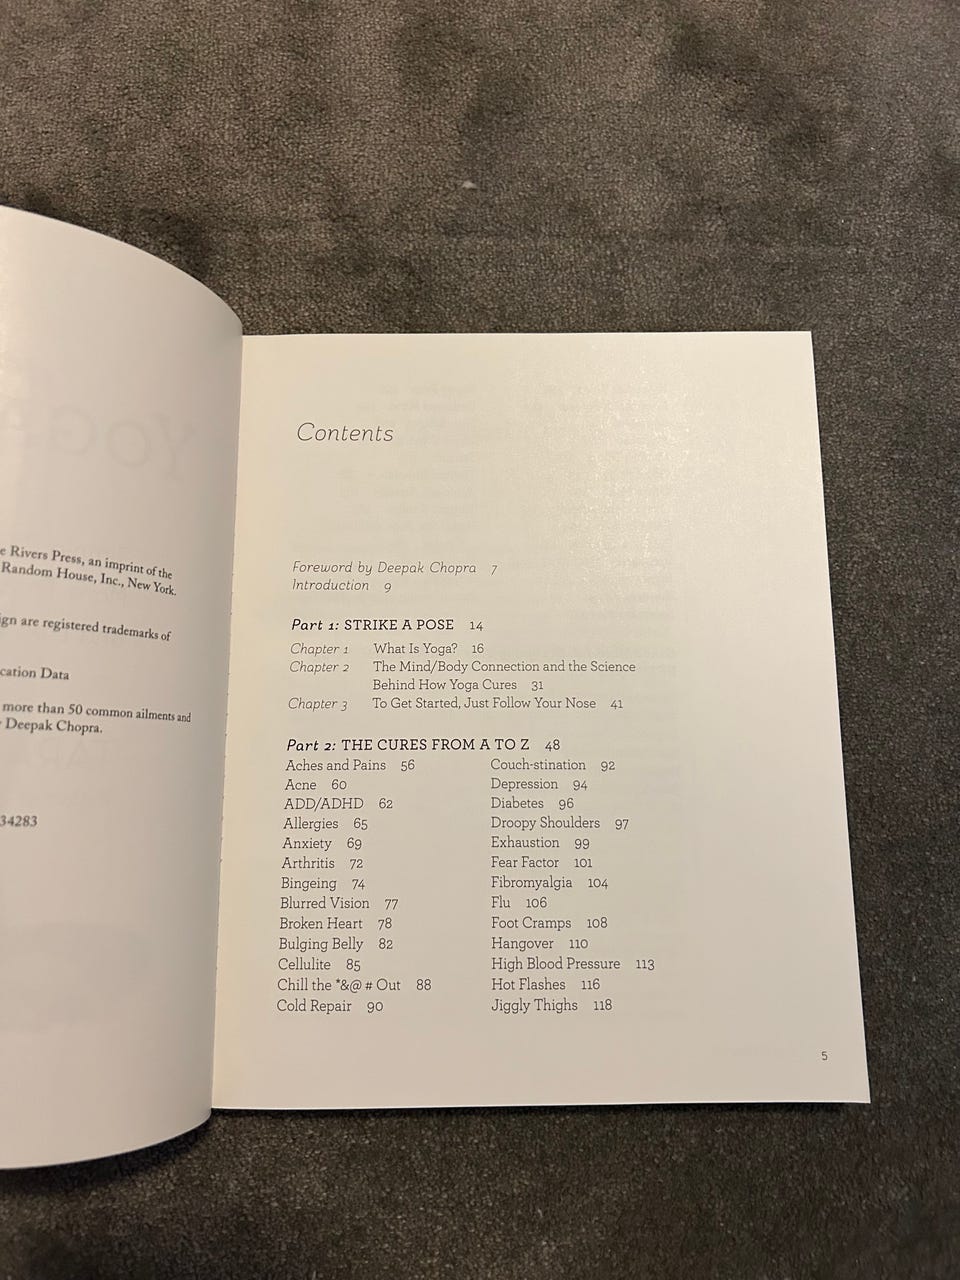 e Rivers Press, an imprint of the
Random House, Inc., New York.
ign are registered trademarks of
cation Data
more than 50 common ailments and
Deepak Chopra.
34283
Contents
Foreword by Deepak Chopra 7
Introduction 9
Part 1: STRIKE A POSE 14
Chapter 1 What Is Yoga? 16
Chapter 2 The Mind/Body Connection and the Science
Behind How Yoga Cures 31
Chapter 3 To Get Started, Just Follow Your Nose 41
Part 2: THE CURES FROM A TO Z 48
Aches and Pains 56
Acne 60
ADD/ADHD 62
Allergies 65
Anxiety 69
Arthritis 72
Bingeing 74
Blurred Vision 77
Broken Heart 78
Bulging Belly 82
Cellulite 85
Chill the *&@ # Out 88
Cold Repair 90
Couch-stination 92
Depression 94
Diabetes 96
Droopy Shoulders 97
Exhaustion 99
Fear Factor 101
Fibromyalgia 104
Flu 106
Foot Cramps 108
Hangover 110
High Blood Pressure 113
Hot Flashes 116
Jiggly Thighs 118
5